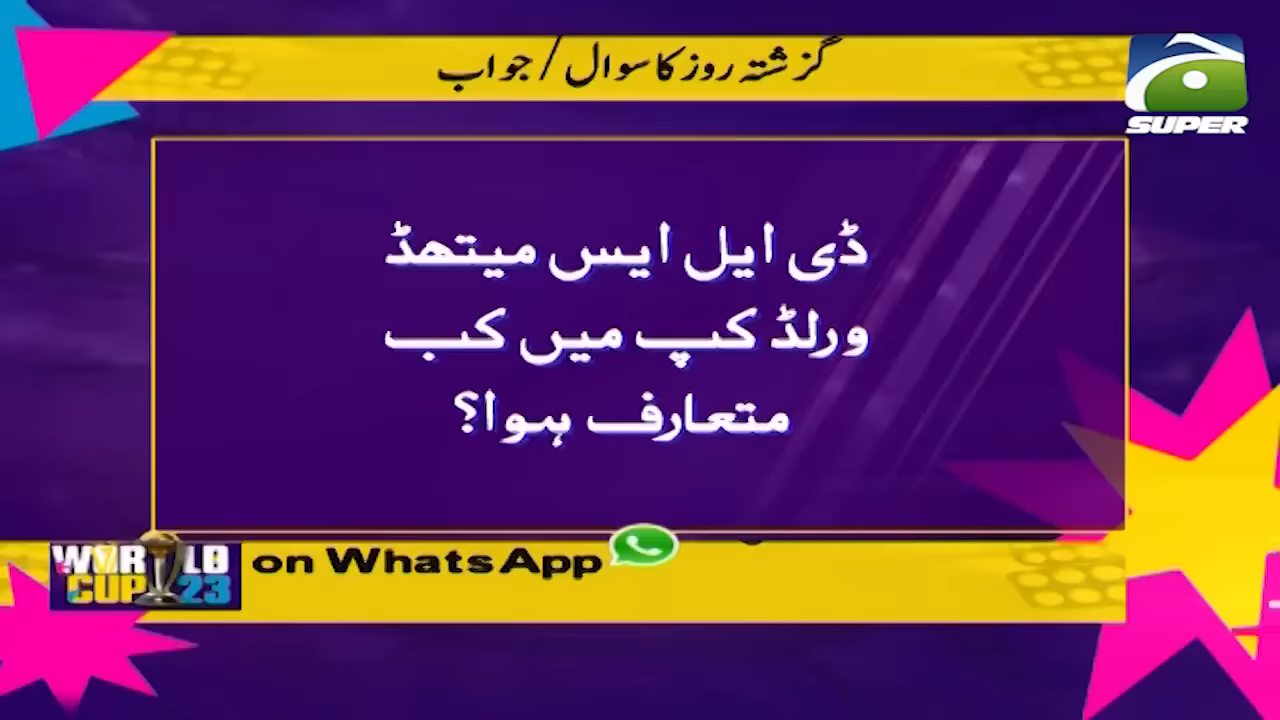 گزشتہ روز کا سوال / جواب
SUPER
ڈی ایل ایس میتھڈ
ورلڈ کپ میں کب
متعارف ہوا؟
WORLD
CUP 23
on WhatsApp